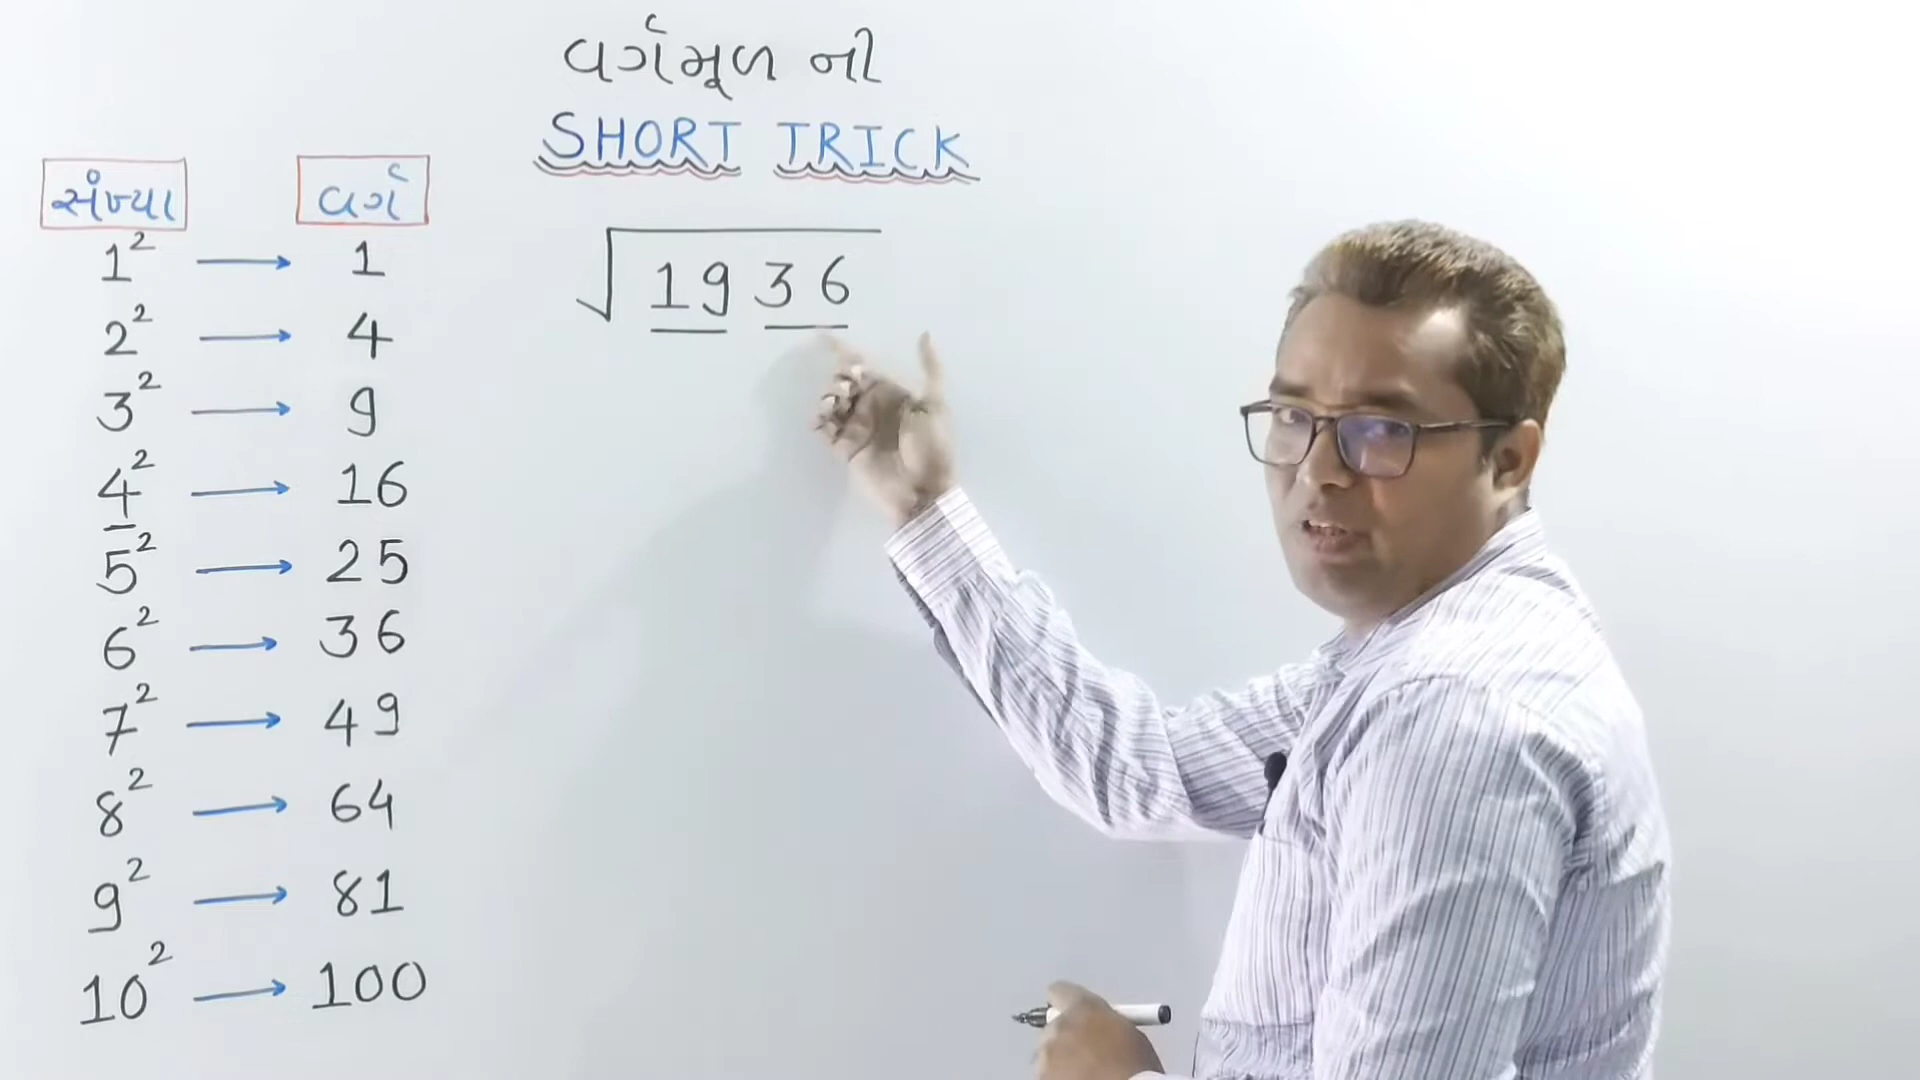 વર્ગમૂળ ની
SHORT TRICK
સંખ્યા વર્ગ
1² → 1
2² → 4
3² → 9
4² → 16
5² → 25
6² → 36
7² → 49
8² → 64
9² → 81
10² → 100
√1936